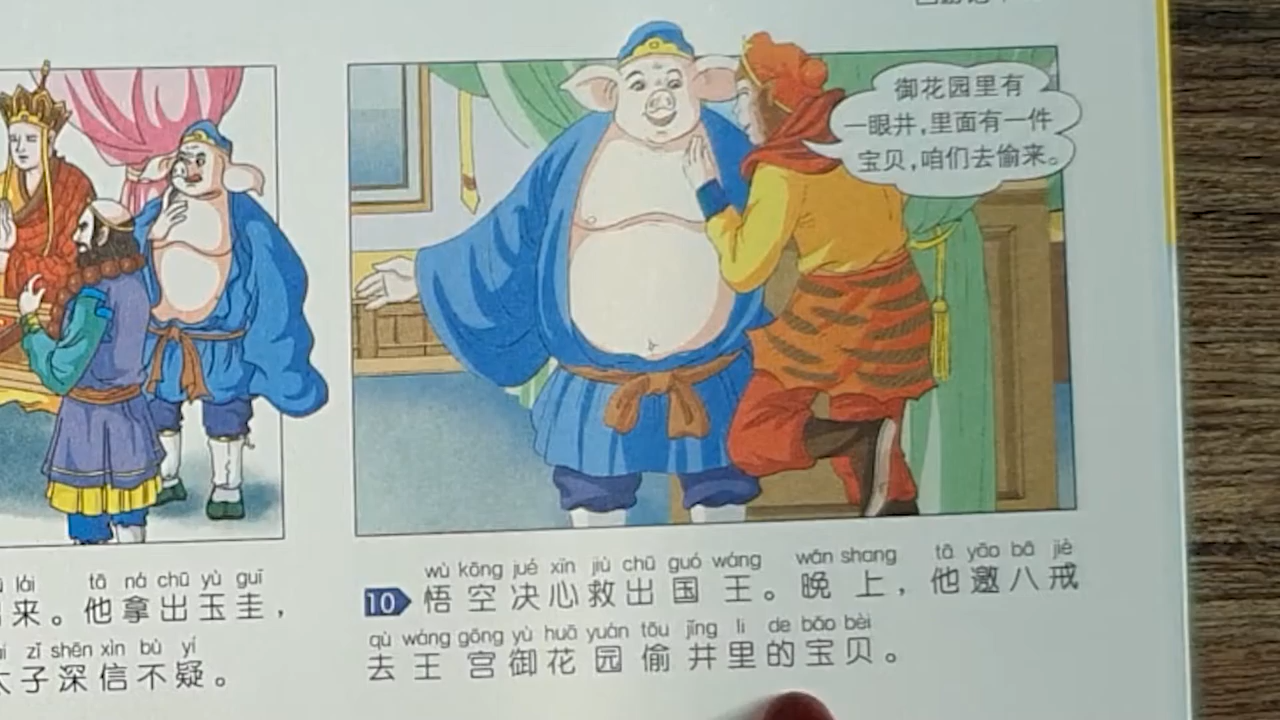 御花园里有
一眼井,里面有一件
宝贝,咱们去偷来。
lái tā ná chū yù guī
来。他拿出玉圭，
zǐ shēn xìn bù yí
子深信不疑。
wù kōng jué xīn jiù chū guó wáng wǎn shang tā yāo bā jiè
10 悟空决心救出国王。晚上，他邀八戒
qù wáng gōng yù huā yuán tōu jǐng li de bǎo bèi
去王宫御花园偷井里的宝贝。